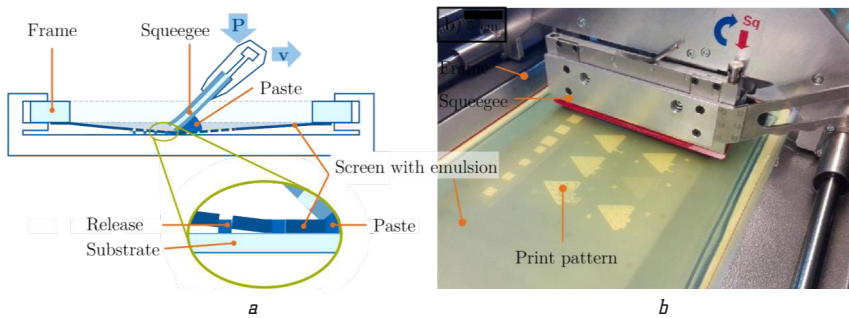 P
Frame
Squeegee
v
Paste
Screen with emulsion
Release
Substrate
Paste
a
Sq
Frame
Squeegee
Print pattern
b